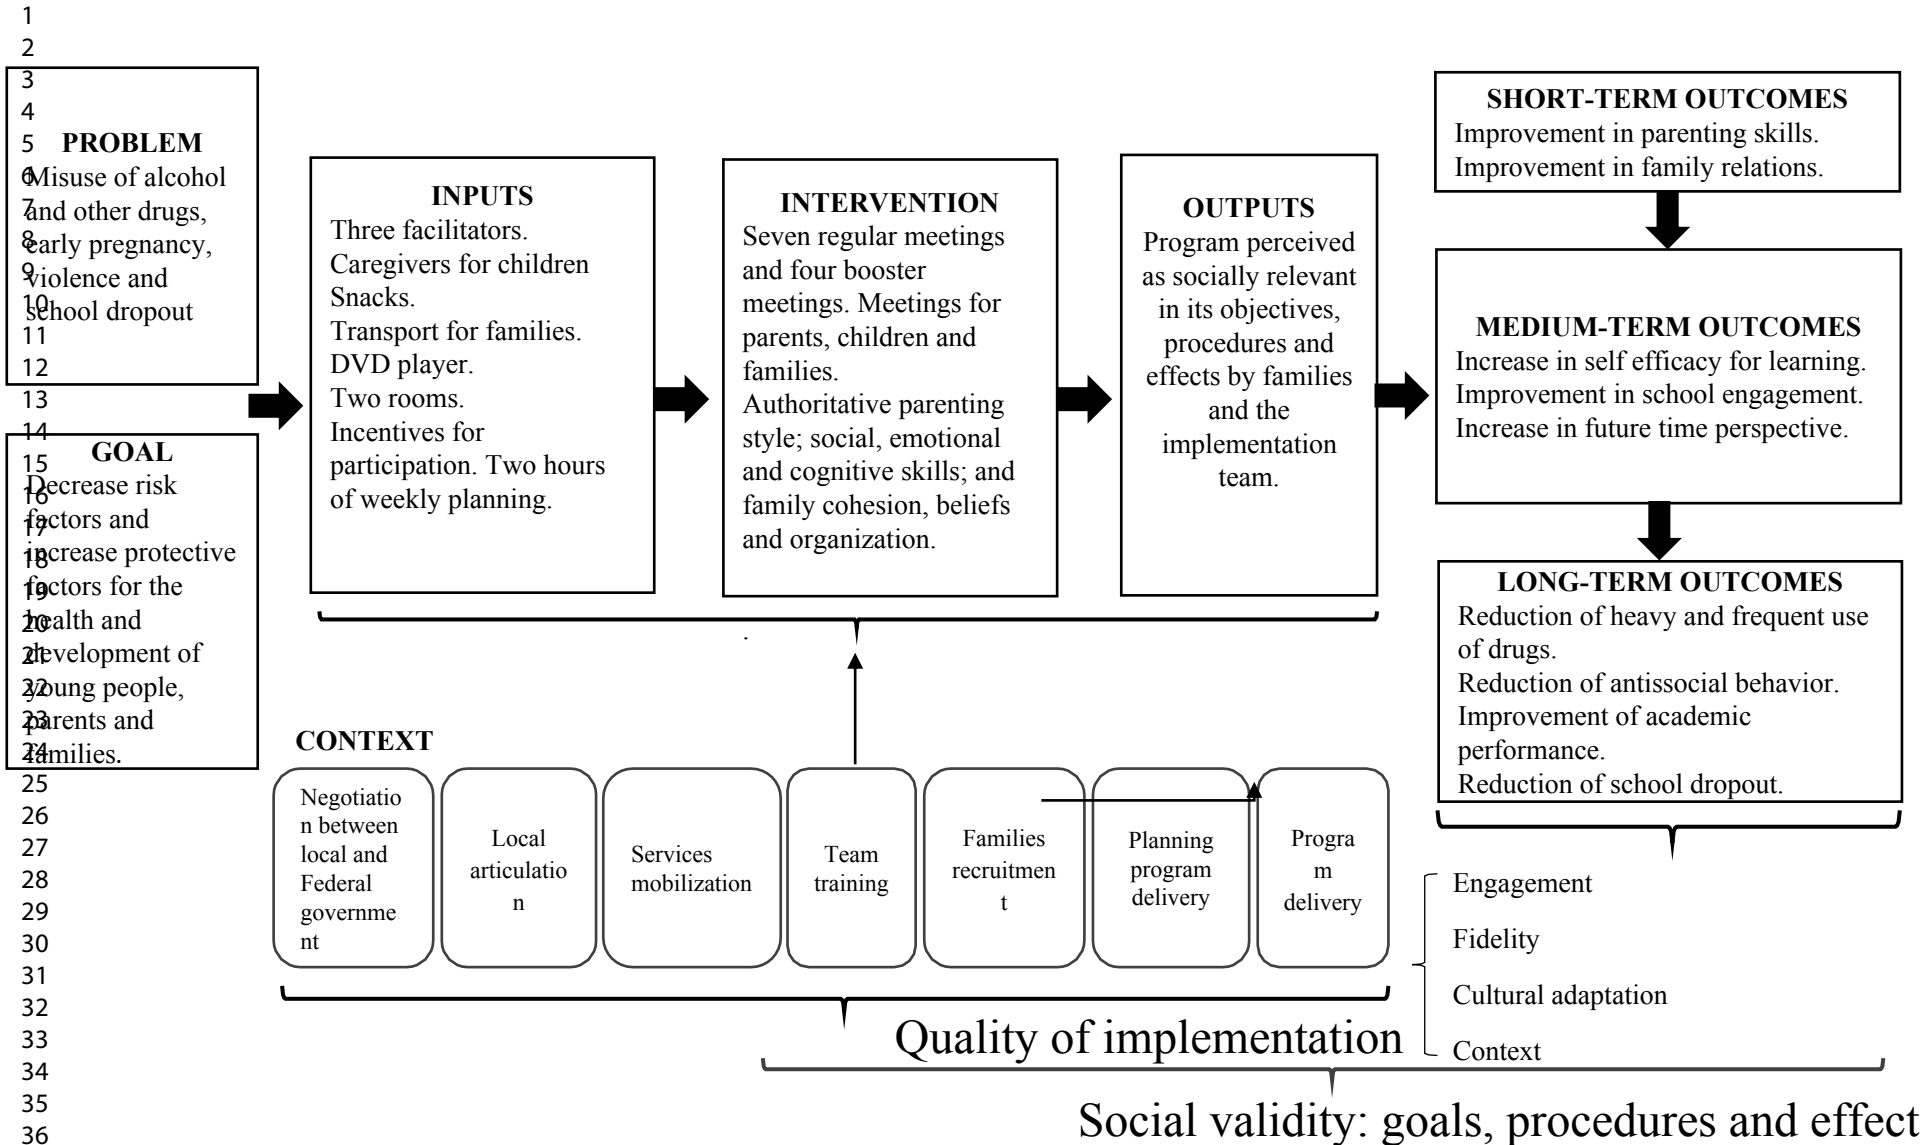 1
2
3
4
5
6
7
8
9
10
11
12
13
14
15
16
17
18
19
20
21
22
23
24
25
26
27
28
29
30
31
32
33
34
35
36
PROBLEM
Misuse of alcohol
and other drugs,
early pregnancy,
violence and
school dropout
GOAL
Decrease risk
factors and
increase protective
factors for the
health and
development of
young people,
parents and
families.
INPUTS
Three facilitators.
Caregivers for children
Snacks.
Transport for families.
DVD player.
Two rooms.
Incentives for
participation. Two hours
of weekly planning.
INTERVENTION
Seven regular meetings
and four booster
meetings. Meetings for
parents, children and
families.
Authoritative parenting
style; social, emotional
and cognitive skills; and
family cohesion, beliefs
and organization.
OUTPUTS
Program perceived
as socially relevant
in its objectives,
procedures and
effects by families
and the
implementation
team.
SHORT-TERM OUTCOMES
Improvement in parenting skills.
Improvement in family relations.
MEDIUM-TERM OUTCOMES
Increase in self efficacy for learning.
Improvement in school engagement.
Increase in future time perspective.
LONG-TERM OUTCOMES
Reduction of heavy and frequent use
of drugs.
Reduction of antissocial behavior.
Improvement of academic
performance.
Reduction of school dropout.
.
CONTEXT
Negotiatio
n between
local and
Federal
governme
nt
Local
articulatio
n
Services
mobilization
Team
training
Families
recruitmen
t
Planning
program
delivery
Progra
m
delivery
Quality of implementation
Engagement
Fidelity
Cultural adaptation
Context
Social validity: goals, procedures and effect